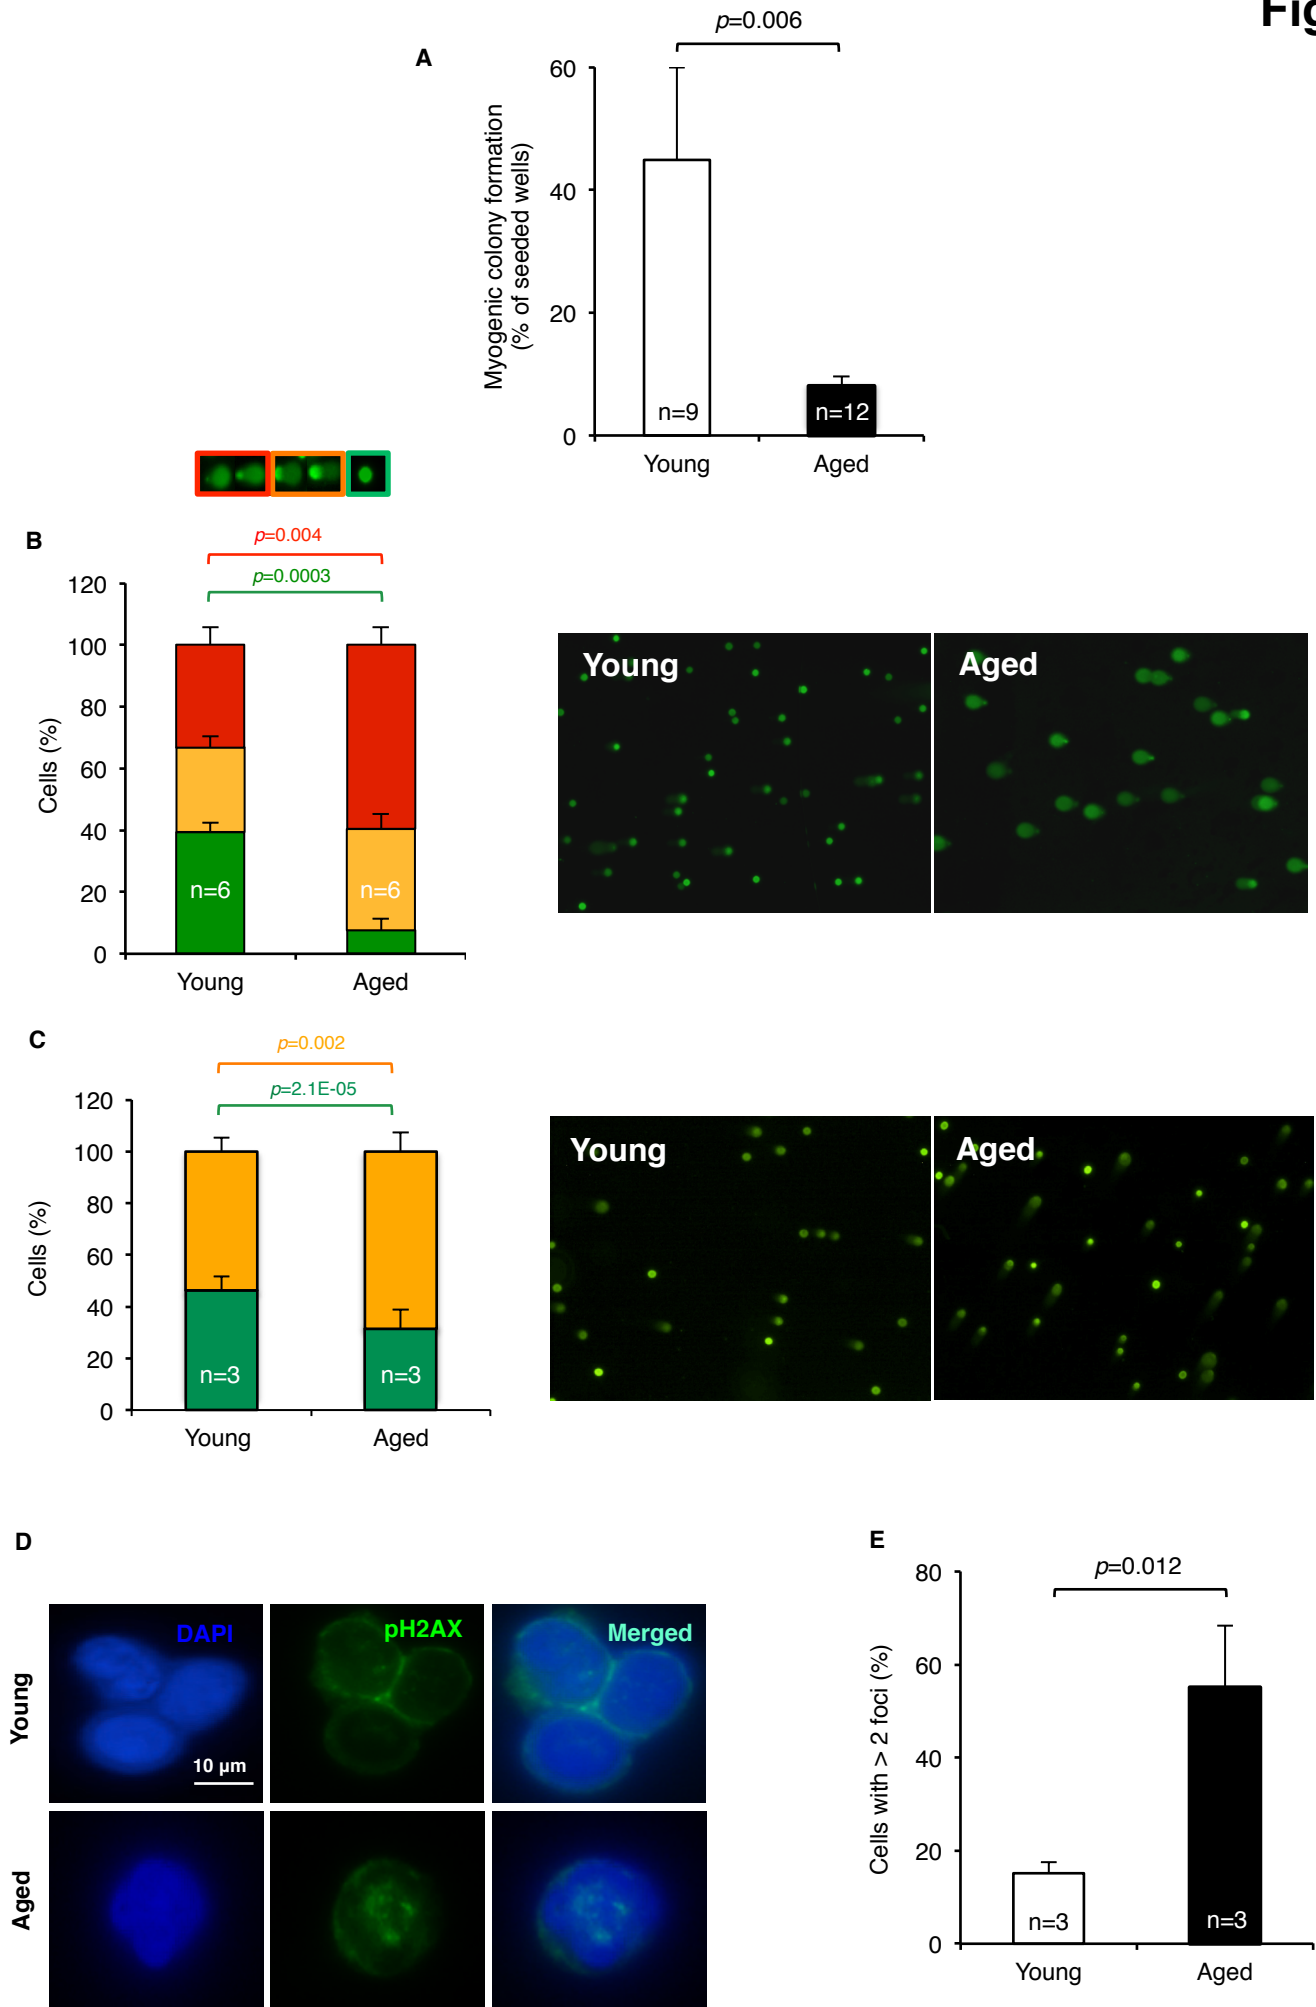 Fig
A
p=0.006
Myogenic colony formation
(% of seeded wells)
60
40
20
0
n=9
n=12
Young
Aged
B
p=0.004
p=0.0003
Cells (%)
120
100
80
60
40
20
0
n=6
n=6
Young
Aged
Young
Aged
C
p=0.002
p=2.1E-05
Cells (%)
120
100
80
60
40
20
0
n=3
n=3
Young
Aged
Young
Aged
D
Young
DAPI
pH2AX
Merged
10 µm
Aged
E
p=0.012
Cells with > 2 foci (%)
80
60
40
20
0
n=3
n=3
Young
Aged